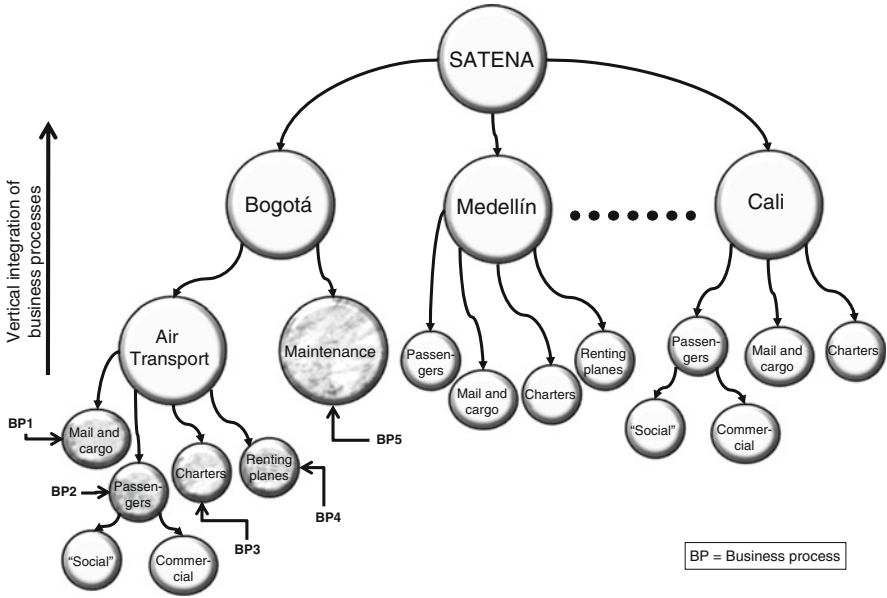 SATENA
Vertical integration of
business processes
Bogotá
Medellín
Cali
Air
Transport
Maintenance
Passen-
gers
Mail and
cargo
Charters
Renting
planes
Passen-
gers
Mail and
cargo
Charters
"Social"
Commer-
cial
BP1
Mail and
cargo
BP2
Passen-
gers
Charters
Renting
planes
BP5
BP4
BP3
"Social"
Commer-
cial
BP = Business process